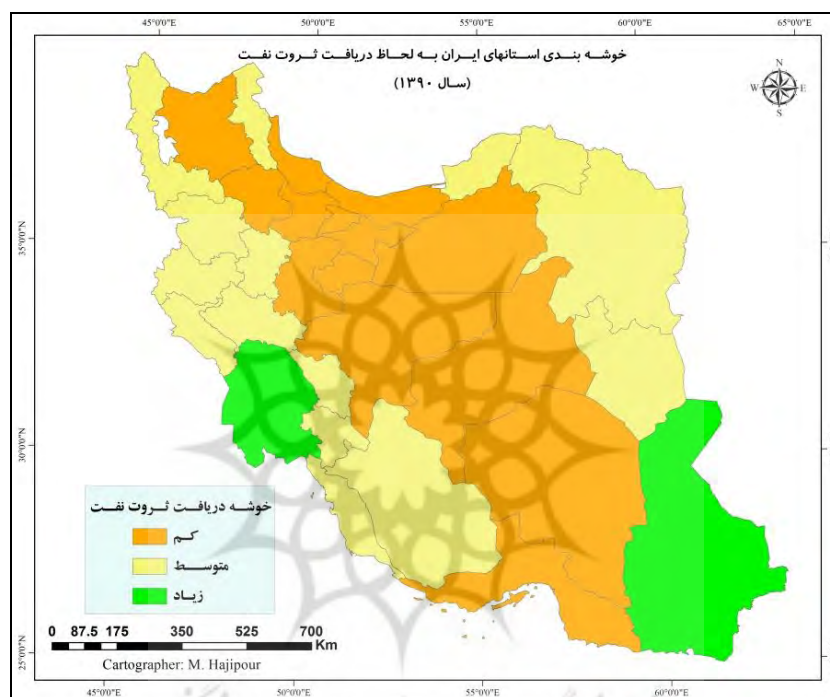 45°0'0"E 50°0'0"E 55°0'0"E 60°0'0"E 65°0'0"E
خوشه بندی استانهای ایران به لحاظ دریافت ثروت نفت
(سال ۱۳۹۰)
N
W E
S
35°0'0"N
30°0'0"N
25°0'0"N
خوشه دریافت ثروت نفت
کم
متوسط
زیاد
0 87.5 175 350 525 700
Km
Cartographer: M. Hajipour
45°0'0"E 50°0'0"E 55°0'0"E 60°0'0"E